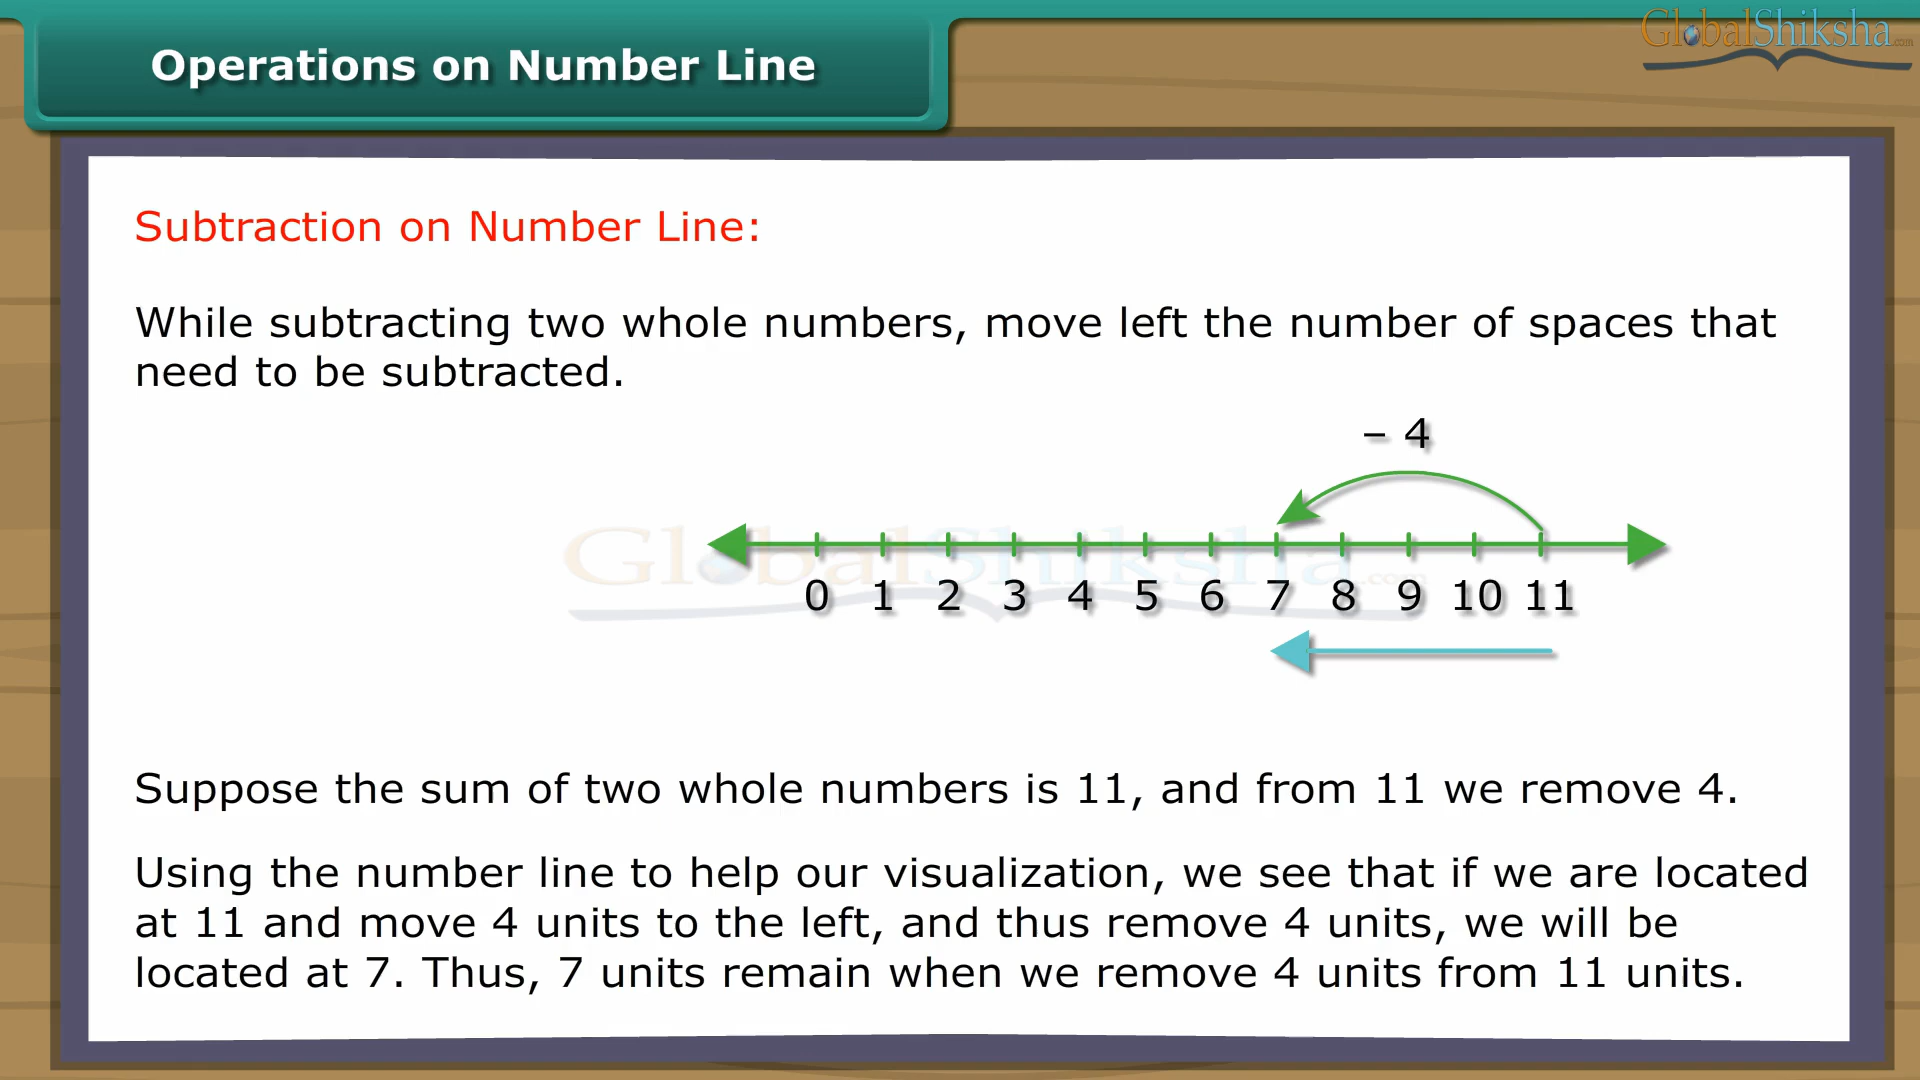 Operations on Number Line
GlobalShiksha.com
Subtraction on Number Line:
While subtracting two whole numbers, move left the number of spaces that
need to be subtracted.
– 4
GlobalShiksha.com
0 1 2 3 4 5 6 7 8 9 10 11
Suppose the sum of two whole numbers is 11, and from 11 we remove 4.
Using the number line to help our visualization, we see that if we are located
at 11 and move 4 units to the left, and thus remove 4 units, we will be
located at 7. Thus, 7 units remain when we remove 4 units from 11 units.